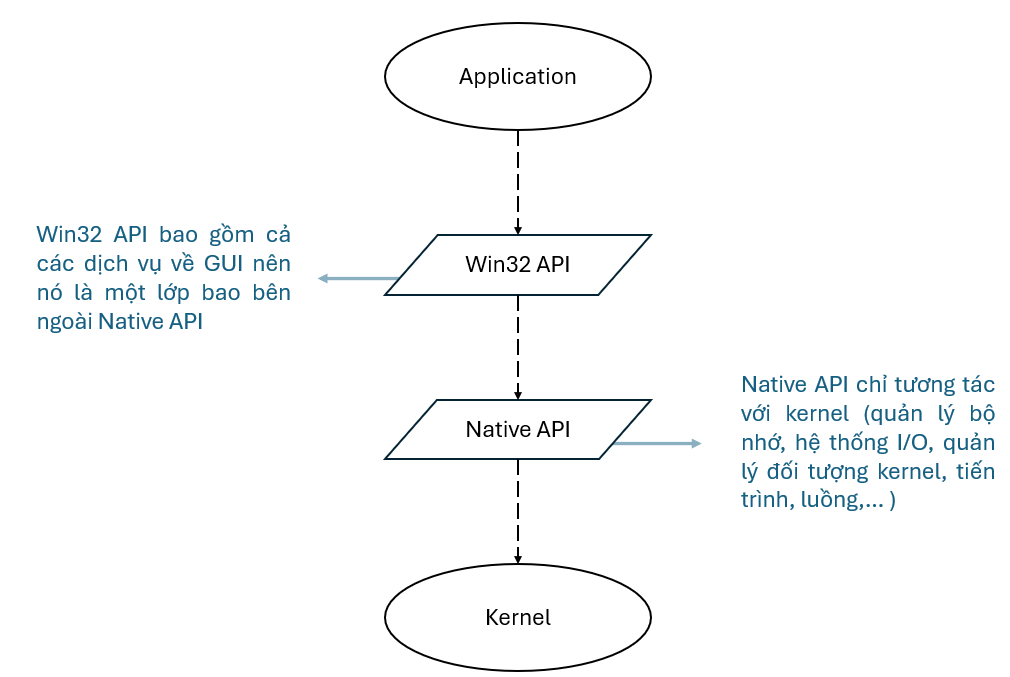 Application
Win32 API bao gồm cả
các dịch vụ về GUI nên
nó là một lớp bao bên
ngoài Native API
Win32 API
Native API chỉ tương tác
với kernel (quản lý bộ
nhớ, hệ thống I/O, quản
lý đối tượng kernel, tiến
trình, luồng,... )
Native API
Kernel